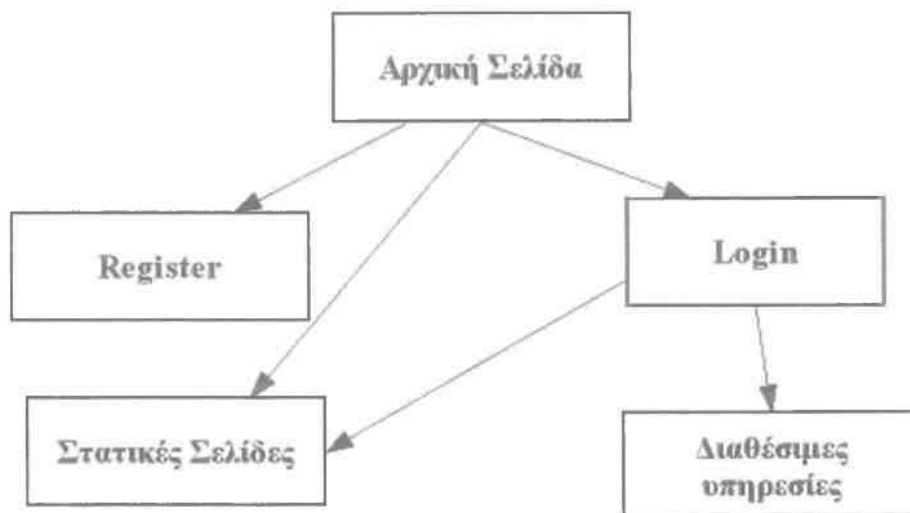 Αρχική Σελίδα
Register
Login
Στατικές Σελίδες
Διαθέσιμες
υπηρεσίες